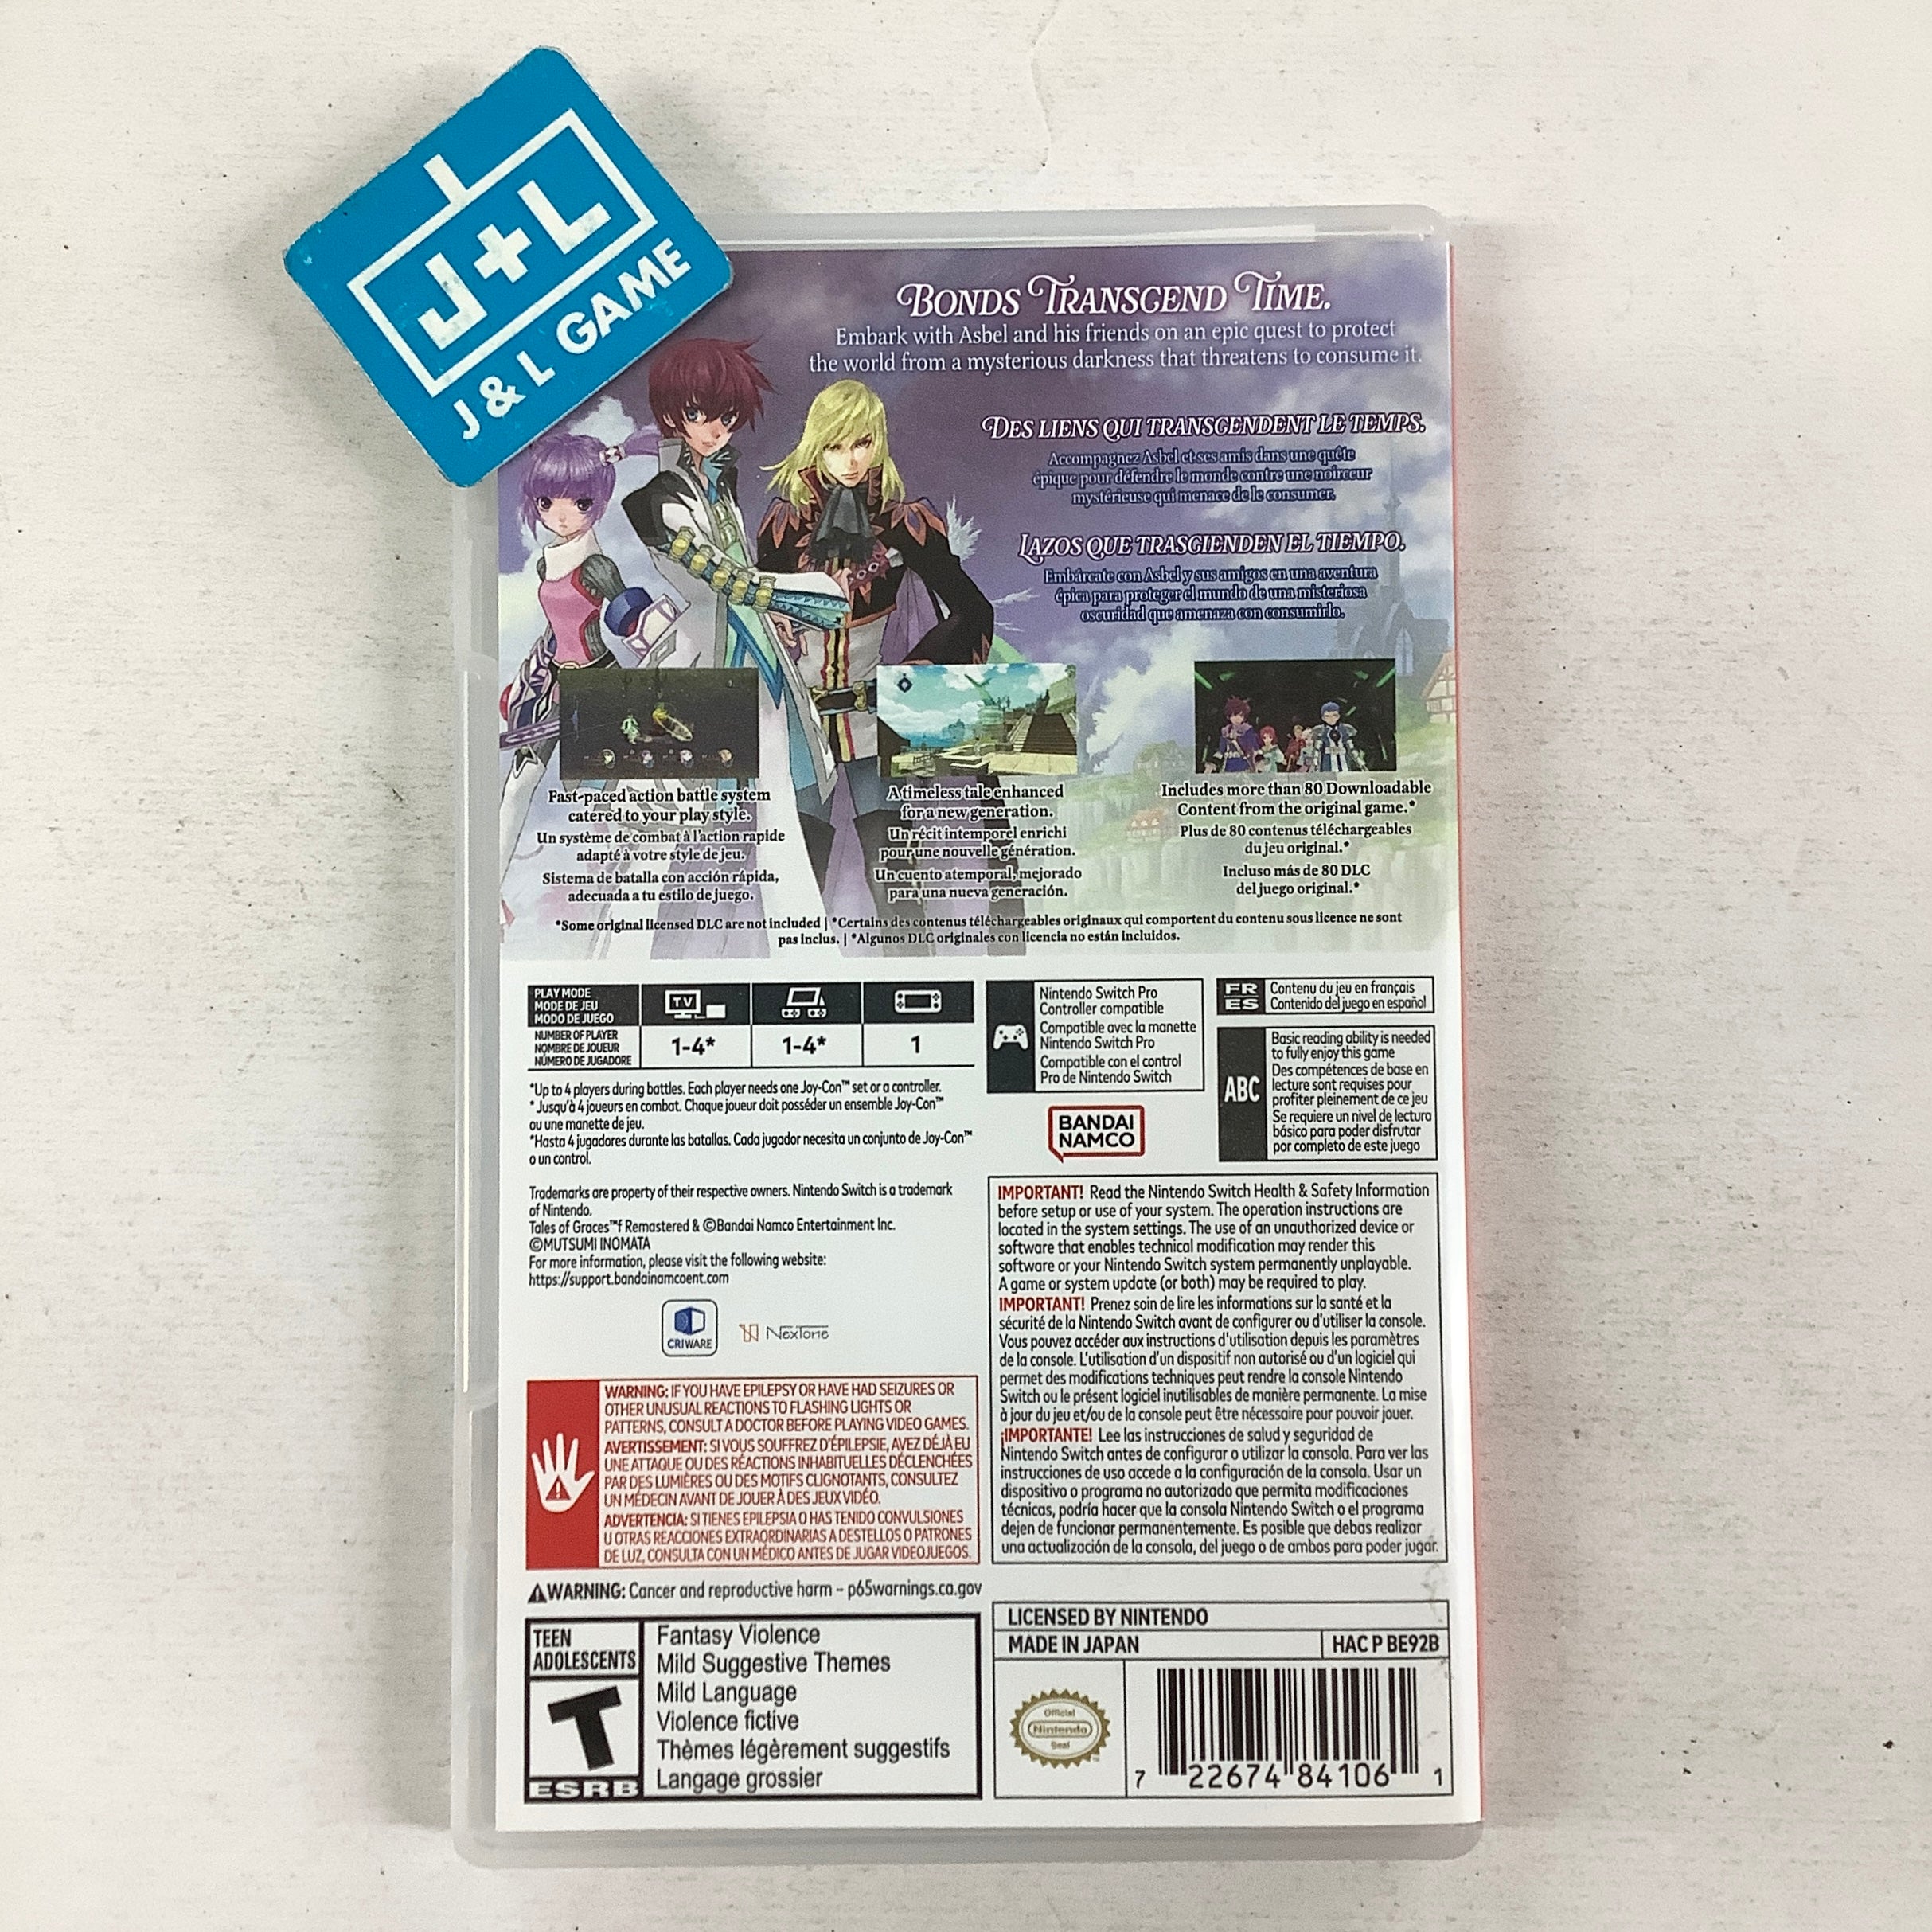 J+L
J & L GAME
BONDS TRANSCEND TIME.
Embark with Asbel and his friends on an epic quest to protect
the world from a mysterious darkness that threatens to consume it.
DES LIENS QUI TRANSCENDENT LE TEMPS.
Accompagnez Asbel et ses amis dans une quête
épique pour défendre le monde contre une noirceur
mystérieuse qui menace de le consumer.
LAZOS QUE TRASCIENDEN EL TIEMPO.
Embárcate con Asbel y sus amigos en una aventura
épica para proteger el mundo de una misteriosa
oscuridad que amenaza con consumirlo.
Fast-paced action battle system
catered to your play style.
Un système de combat à l'action rapide
adapté à votre style de jeu.
Sistema de batalla con acción rápida,
adecuada a tu estilo de juego.
A timeless tale enhanced
for a new generation.
Un récit intemporel enrichi
pour une nouvelle génération.
Un cuento atemporal, mejorado
para una nueva generación.
Includes more than 80 Downloadable
Content from the original game.*
Plus de 80 contenus téléchargeables
du jeu original.*
Incluso más de 80 DLC
del juego original.*
*Some original licensed DLC are not included | *Certains des contenus téléchargeables originaux qui comportent du contenu sous licence ne sont
pas inclus. | *Algunos DLC originales con licencia no están incluidos.
PLAY MODE
MODE DE JEU
MODO DE JUEGO
TV
NUMBER OF PLAYER
NOMBRE DE JOUEUR
NÚMERO DE JUGADORE
1-4*
1-4*
1
*Up to 4 players during battles. Each player needs one Joy-Con™ set or a controller.
* Jusqu'à 4 joueurs en combat. Chaque joueur doit posséder un ensemble Joy-Con™
ou une manette de jeu.
*Hasta 4 jugadores durante las batallas. Cada jugador necesita un conjunto de Joy-Con™
o un control.
Nintendo Switch Pro
Controller compatible
Compatible avec la manette
Nintendo Switch Pro
Compatible con el control
Pro de Nintendo Switch
FR
ES
Contenu du jeu en français
Contenido del juego en español
ABC
Basic reading ability is needed
to fully enjoy this game
Des compétences de base en
lecture sont requises pour
profiter pleinement de ce jeu
Se requiere un nivel de lectura
básico para poder disfrutar
por completo de este juego
BANDAI
NAMCO
Trademarks are property of their respective owners. Nintendo Switch is a trademark
of Nintendo.
Tales of Graces™f Remastered & ©Bandai Namco Entertainment Inc.
©MUTSUMI INOMATA
For more information, please visit the following website:
https://support.bandainamcoent.com
CRIWARE
NexTone
IMPORTANT! Read the Nintendo Switch Health & Safety Information
before setup or use of your system. The operation instructions are
located in the system settings. The use of an unauthorized device or
software that enables technical modification may render this
software or your Nintendo Switch system permanently unplayable.
A game or system update (or both) may be required to play.
IMPORTANT! Prenez soin de lire les informations sur la santé et la
sécurité de la Nintendo Switch avant de configurer ou d'utiliser la console.
Vous pouvez accéder aux instructions d'utilisation depuis les paramètres
de la console. L'utilisation d'un dispositif non autorisé ou d'un logiciel qui
permet des modifications techniques peut rendre la console Nintendo
Switch ou le présent logiciel inutilisables de manière permanente. La mise
à jour du jeu et/ou de la console peut être nécessaire pour pouvoir jouer.
¡IMPORTANTE! Lee las instrucciones de salud y seguridad de
Nintendo Switch antes de configurar o utilizar la consola. Para ver las
instrucciones de uso accede a la configuración de la consola. Usar un
dispositivo o programa no autorizado que permita modificaciones
técnicas, podría hacer que la consola Nintendo Switch o el programa
dejen de funcionar permanentemente. Es posible que debas realizar
una actualización de la consola, del juego o de ambos para poder jugar.
WARNING: IF YOU HAVE EPILEPSY OR HAVE HAD SEIZURES OR
OTHER UNUSUAL REACTIONS TO FLASHING LIGHTS OR
PATTERNS, CONSULT A DOCTOR BEFORE PLAYING VIDEO GAMES.
AVERTISSEMENT: SI VOUS SOUFFREZ D'ÉPILEPSIE, AVEZ DÉJÀ EU
UNE ATTAQUE OU DES RÉACTIONS INHABITUELLES DÉCLENCHÉES
PAR DES LUMIÈRES OU DES MOTIFS CLIGNOTANTS, CONSULTEZ
UN MÉDECIN AVANT DE JOUER À DES JEUX VIDÉO.
ADVERTENCIA: SI TIENES EPILEPSIA O HAS TENIDO CONVULSIONES
U OTRAS REACCIONES EXTRAORDINARIAS A DESTELLOS O PATRONES
DE LUZ, CONSULTA CON UN MÉDICO ANTES DE JUGAR VIDEOJUEGOS.
WARNING: Cancer and reproductive harm - p65warnings.ca.gov
TEEN
ADOLESCENTS
T
ESRB
Fantasy Violence
Mild Suggestive Themes
Mild Language
Violence fictive
Thèmes légèrement suggestifs
Langage grossier
LICENSED BY NINTENDO
MADE IN JAPAN
HAC P BE92B
Official
Nintendo
Seal
7 22674 84106 1